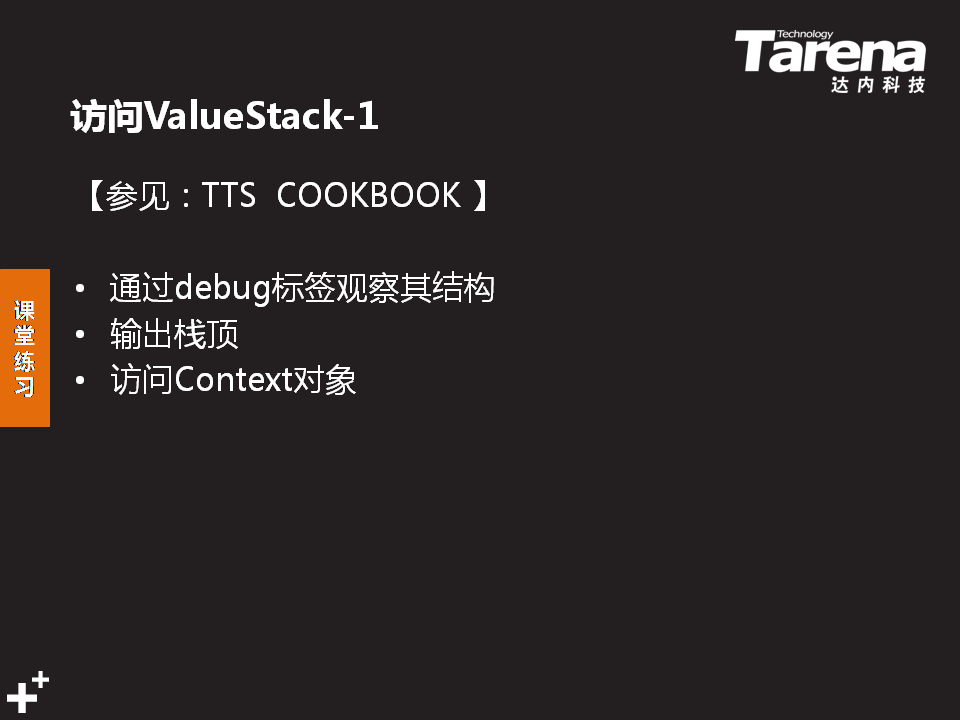 Technology
Tarena
达内科技
访问ValueStack-1
【参见：TTS COOKBOOK 】
• 通过debug标签观察其结构
• 输出栈顶
• 访问Context对象
课
堂
练
习